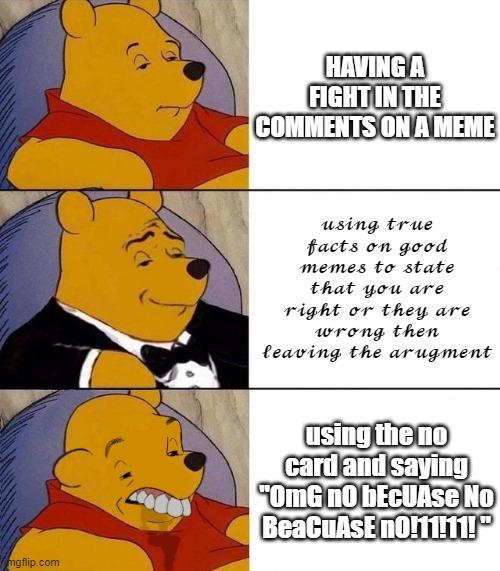 HAVING A
FIGHT IN THE
COMMENTS ON A MEME
using true
facts on good
memes to state
that you are
right or they are
wrong then
leaving the arugment
using the no
card and saying
"OmG nO bEcUAse No
BeaCuAsE nO!11!11! "
imgflip.com